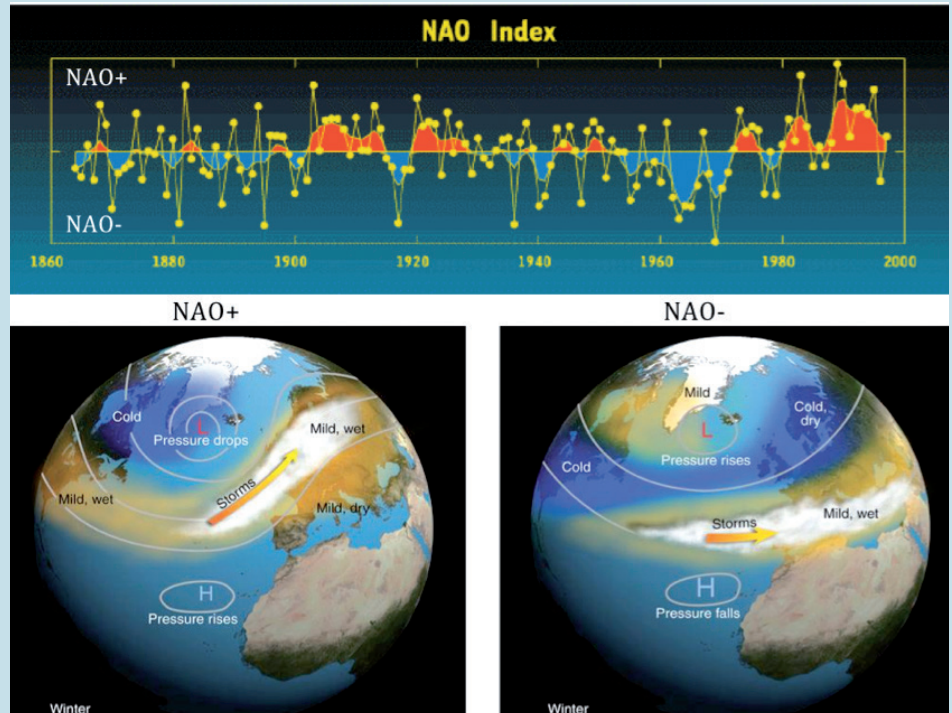 NAO Index
NAO+
NAO-
1860 1880 1900 1920 1940 1960 1980 2000
NAO+
Cold
L
Pressure drops
Mild, wet
Mild, wet
Storms
Mild, dry
H
Pressure rises
Winter
NAO-
Mild
Cold,
dry
L
Pressure rises
Cold
Storms
Mild, wet
H
Pressure falls
Winter